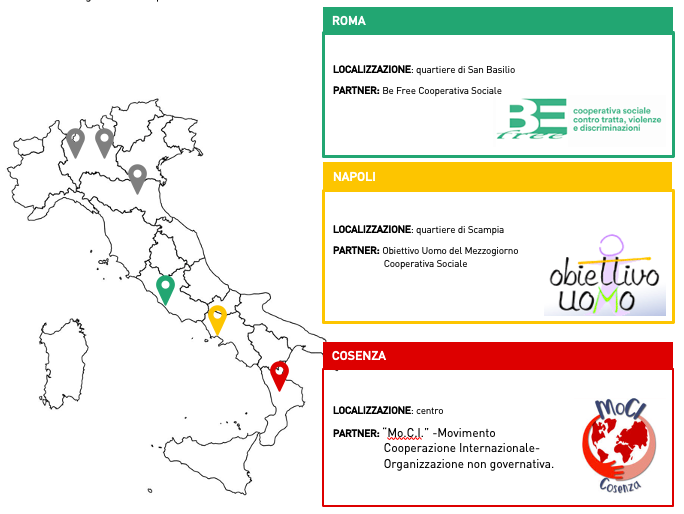 ROMA
LOCALIZZAZIONE: quartiere di San Basilio
PARTNER: Be Free Cooperativa Sociale
BE
free
cooperativa sociale
contro tratta, violenze
e discriminazioni
NAPOLI
LOCALIZZAZIONE: quartiere di Scampia
PARTNER: Obiettivo Uomo del Mezzogiorno
Cooperativa Sociale
obiettivo
uomo
COSENZA
LOCALIZZAZIONE: centro
PARTNER: "Mo.C.I." -Movimento
Cooperazione Internazionale-
Organizzazione non governativa.
MoCI
Cosenza